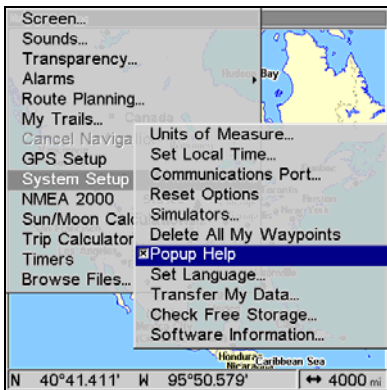 Screen...
Sounds...
Transparency...
Alarms
Route Planning...
My Trails...
Cancel Naviga
GPS Setup
System Setup
NMEA 2000
Sun/Moon Calc
Trip Calculator
Timers
Browse Files...
Units of Measure...
Set Local Time...
Communications Port...
Reset Options
Simulators...
Delete All My Waypoints
Popup Help
Set Language...
Transfer My Data...
Check Free Storage...
Software Information...
Hudson Bay
Canada
Honduras
Nicaragua
Caribbean Sea
N 40°41.411' W 95°50.579' ↔ 4000 mi